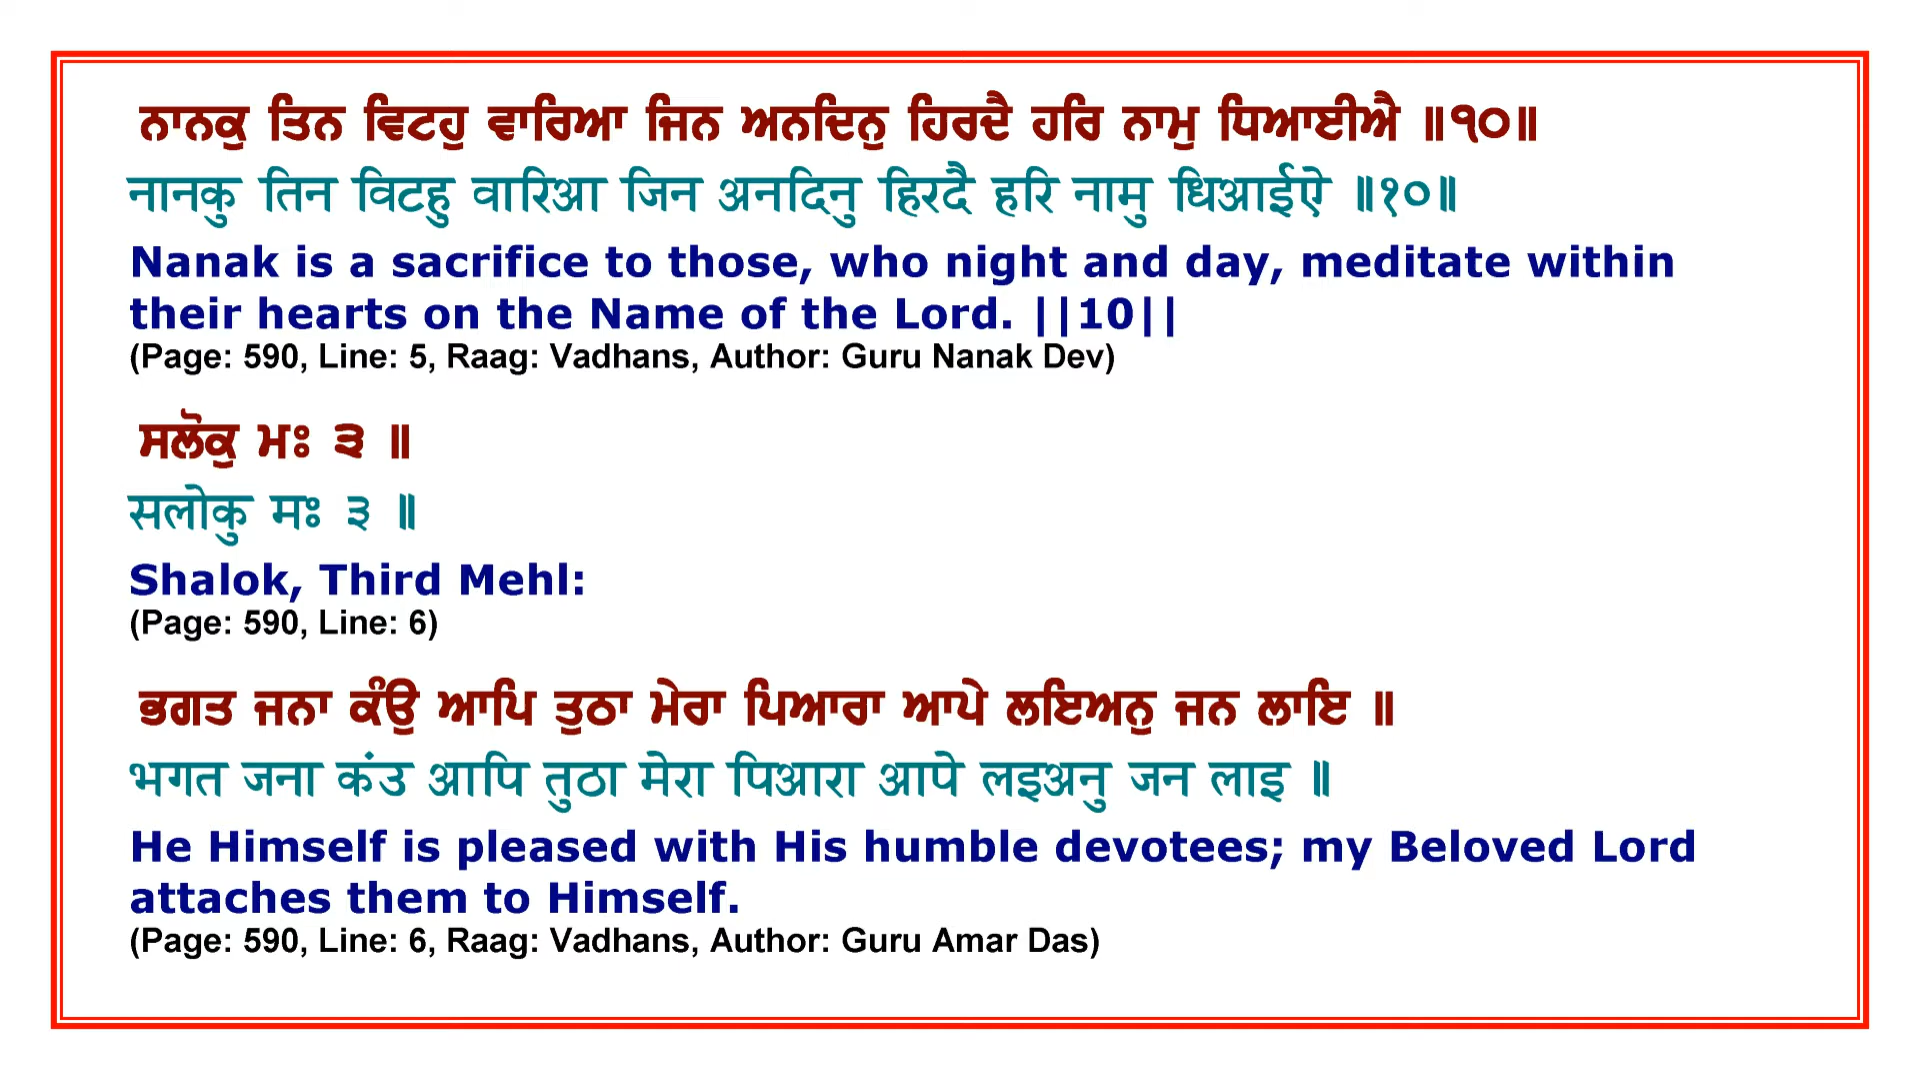 ਨਾਨਕੁ ਤਿਨ ਵਿਟਹੁ ਵਾਰਿਆ ਜਿਨ ਅਨਦਿਨੁ ਹਿਰਦੈ ਹਰਿ ਨਾਮੁ ਧਿਆਈਐ ॥੧੦॥
नानकु तिन विटहु वारिआ जिन अनदिनु हिरदै हरि नामु धिआईऐ ॥१०॥
Nanak is a sacrifice to those, who night and day, meditate within
their hearts on the Name of the Lord. ||10||
(Page: 590, Line: 5, Raag: Vadhans, Author: Guru Nanak Dev)
ਸਲੋਕੁ ਮਃ ੩ ॥
सलोकु मः ३ ॥
Shalok, Third Mehl:
(Page: 590, Line: 6)
ਭਗਤ ਜਨਾ ਕੰਉ ਆਪਿ ਤੁਠਾ ਮੇਰਾ ਪਿਆਰਾ ਆਪੇ ਲਇਅਨੁ ਜਨ ਲਾਇ ॥
भगत जना कंउ आपि तुठा मेरा पिआरा आपे लइअनु जन लाइ ॥
He Himself is pleased with His humble devotees; my Beloved Lord
attaches them to Himself.
(Page: 590, Line: 6, Raag: Vadhans, Author: Guru Amar Das)